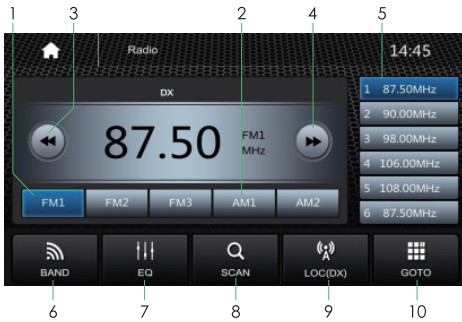 1 3 2 4 5
Radio 14:45
DX
87.50 FM1
MHz
FM1 FM2 FM3 AM1 AM2
1 87.50MHz
2 90.00MHz
3 98.00MHz
4 106.00MHz
5 108.00MHz
6 87.50MHz
BAND EQ SCAN LOC(DX) GOTO
6 7 8 9 10